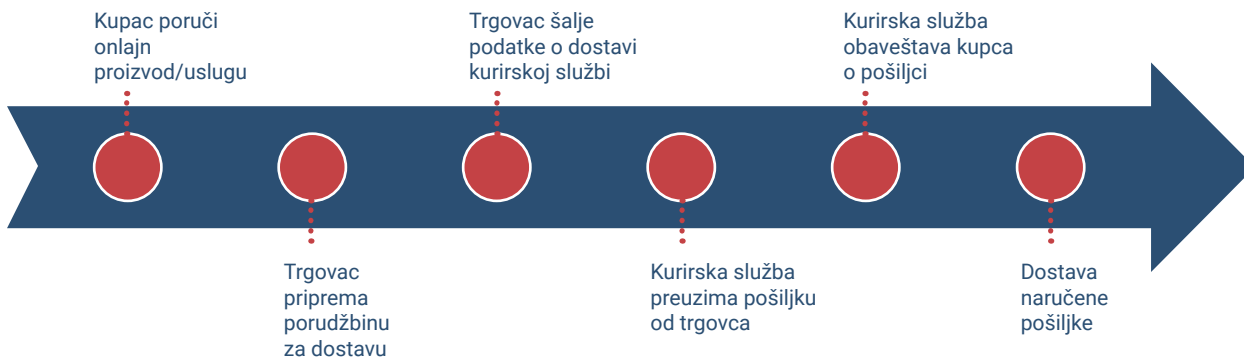 Kupac poruči
onlajn
proizvod/uslugu
Trgovac
priprema
porudžbinu
za dostavu
Trgovac šalje
podatke o dostavi
kurirskoj službi
Kurirska služba
preuzima pošiljku
od trgovca
Kurirska služba
obaveštava kupca
o pošiljci
Dostava
naručene
pošiljke